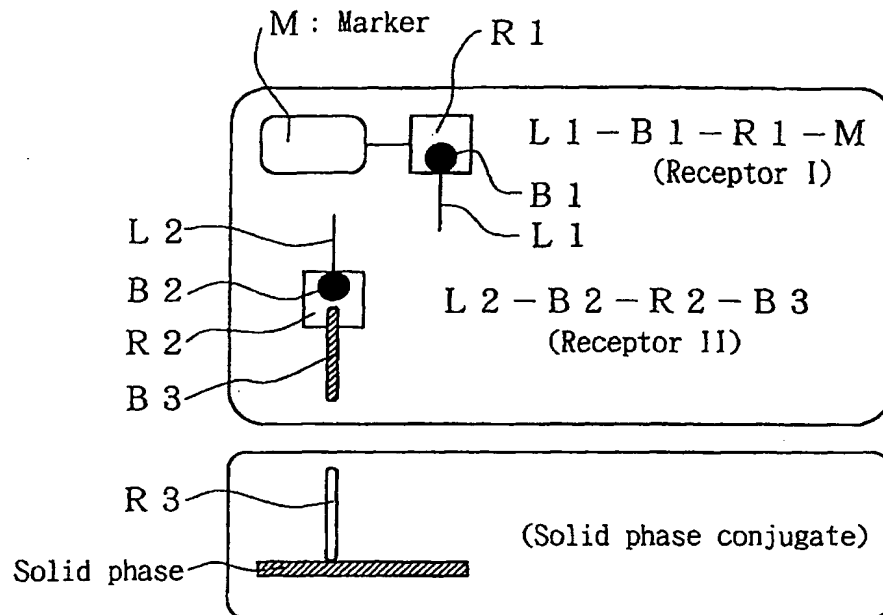 M : Marker
R 1
L 1 - B 1 - R 1 - M
(Receptor I)
B 1
L 1
L 2
B 2
L 2 - B 2 - R 2 - B 3
R 2
(Receptor II)
B 3
R 3
(Solid phase conjugate)
Solid phase